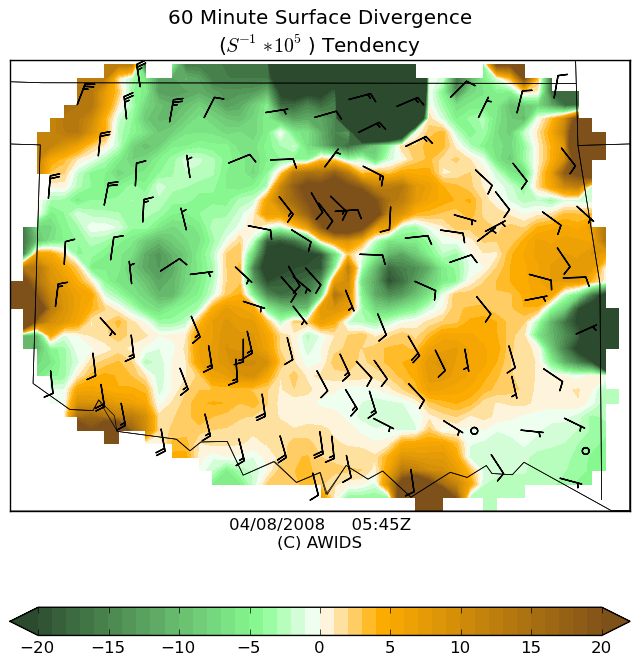 60 Minute Surface Divergence
(S⁻¹ *10⁵ ) Tendency
04/08/2008 05:45Z
(C) AWIDS
−20 −15 −10 −5 0 5 10 15 20